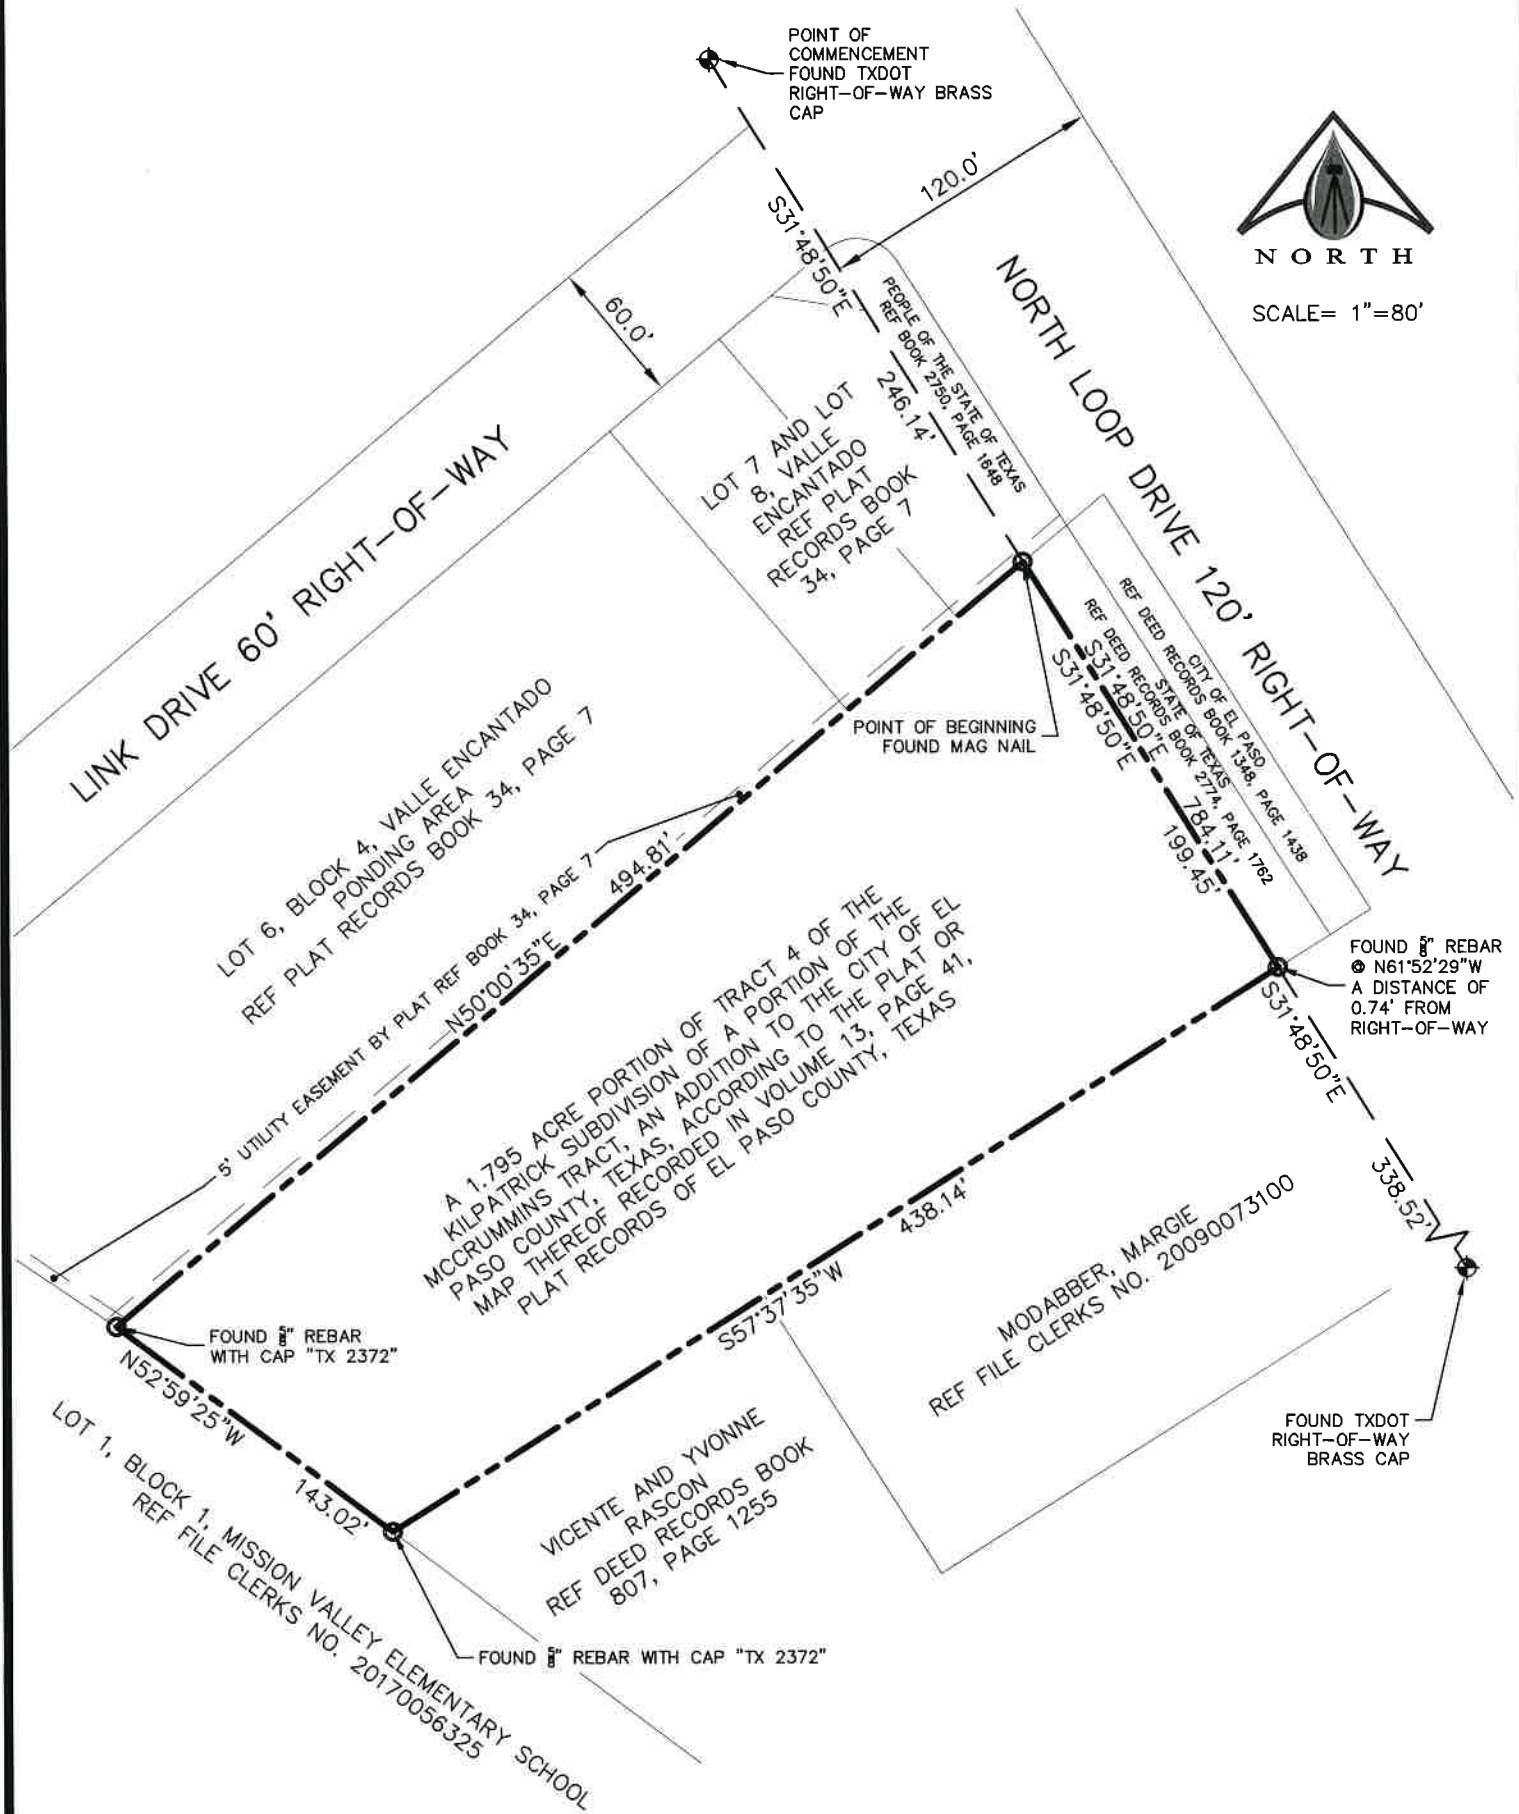 POINT OF
COMMENCEMENT
FOUND TXDOT
RIGHT-OF-WAY BRASS
CAP
120.0'
NORTH
SCALE= 1"=80'
S31°48'50"E
246.14'
60.0'
PEOPLE OF THE STATE OF TEXAS
REF BOOK 2750, PAGE 1648
NORTH LOOP DRIVE 120' RIGHT-OF-WAY
LINK DRIVE 60' RIGHT-OF-WAY
LOT 7 AND LOT
8, VALLE
ENCANTADO
REF PLAT
RECORDS BOOK
34, PAGE 7
CITY OF EL PASO
REF DEED RECORDS BOOK 1348, PAGE 1438
STATE OF TEXAS
REF DEED RECORDS BOOK 2774, PAGE 1762
S31°48'50"E
784.11'
S31°48'50"E
199.45'
POINT OF BEGINNING
FOUND MAG NAIL
LOT 6, BLOCK 4, VALLE ENCANTADO
PONDING AREA
REF PLAT RECORDS BOOK 34, PAGE 7
5' UTILITY EASEMENT BY PLAT REF BOOK 34, PAGE 7
N50°00'35"E
494.81'
A 1.795 ACRE PORTION OF TRACT 4 OF THE
KILPATRICK SUBDIVISION OF A PORTION OF THE
MCCRUMMINS TRACT, AN ADDITION TO THE CITY OF EL
PASO COUNTY, TEXAS, ACCORDING TO THE PLAT OR
MAP THEREOF RECORDED IN VOLUME 13, PAGE 41,
PLAT RECORDS OF EL PASO COUNTY, TEXAS
FOUND 5/8" REBAR
@ N61°52'29"W
A DISTANCE OF
0.74' FROM
RIGHT-OF-WAY
S31°48'50"E
338.52'
438.14'
S57°37'35"W
MODABBER, MARGIE
REF FILE CLERKS NO. 20090073100
FOUND TXDOT
RIGHT-OF-WAY
BRASS CAP
FOUND 5/8" REBAR
WITH CAP "TX 2372"
N52°59'25"W
143.02'
LOT 1, BLOCK 1, MISSION VALLEY ELEMENTARY SCHOOL
REF FILE CLERKS NO. 20170056325
VICENTE AND YVONNE
RASCON
REF DEED RECORDS BOOK
807, PAGE 1255
FOUND 5/8" REBAR WITH CAP "TX 2372"